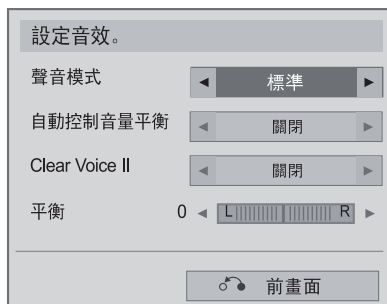 設定音效。
聲音模式 ◄ 標準 ►
自動控制音量平衡 ◄ 關閉 ►
Clear Voice II ◄ 關閉 ►
平衡 0 ◄ L R ►
前畫面